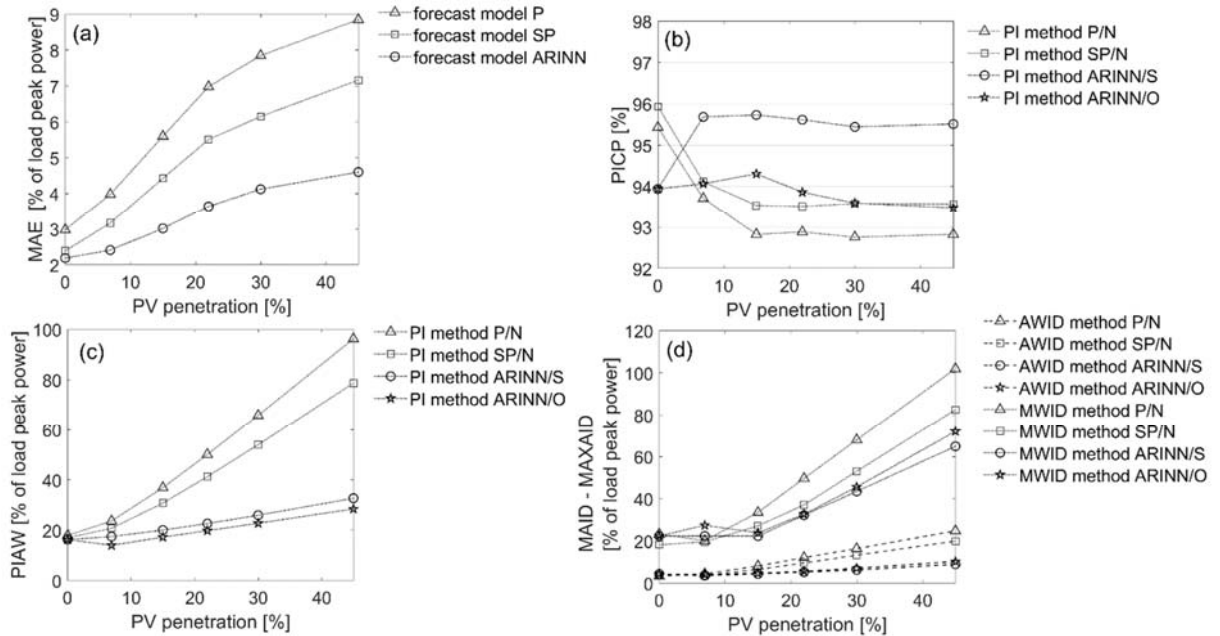 (a)
MAE [% of load peak power]
9
8
7
6
5
4
3
2
0 10 20 30 40
PV penetration [%]
forecast model P
forecast model SP
forecast model ARINN
(b)
PICP [%]
98
97
96
95
94
93
92
0 10 20 30 40
PV penetration [%]
PI method P/N
PI method SP/N
PI method ARINN/S
PI method ARINN/O
(c)
PIAW [% of load peak power]
100
80
60
40
20
0
0 10 20 30 40
PV penetration [%]
PI method P/N
PI method SP/N
PI method ARINN/S
PI method ARINN/O
(d)
MAID - MAXAID
[% of load peak power]
120
100
80
60
40
20
0
0 10 20 30 40
PV penetration [%]
AWID method P/N
AWID method SP/N
AWID method ARINN/S
AWID method ARINN/O
MWID method P/N
MWID method SP/N
MWID method ARINN/S
MWID method ARINN/O